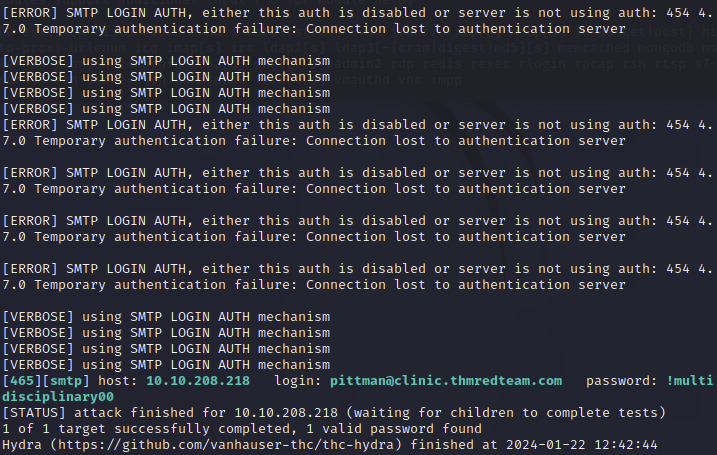 [ERROR] SMTP LOGIN AUTH, either this auth is disabled or server is not using auth: 454 4.
7.0 Temporary authentication failure: Connection lost to authentication server
[VERBOSE] using SMTP LOGIN AUTH mechanism
[VERBOSE] using SMTP LOGIN AUTH mechanism
[VERBOSE] using SMTP LOGIN AUTH mechanism
[VERBOSE] using SMTP LOGIN AUTH mechanism
[ERROR] SMTP LOGIN AUTH, either this auth is disabled or server is not using auth: 454 4.
7.0 Temporary authentication failure: Connection lost to authentication server
[ERROR] SMTP LOGIN AUTH, either this auth is disabled or server is not using auth: 454 4.
7.0 Temporary authentication failure: Connection lost to authentication server
[ERROR] SMTP LOGIN AUTH, either this auth is disabled or server is not using auth: 454 4.
7.0 Temporary authentication failure: Connection lost to authentication server
[ERROR] SMTP LOGIN AUTH, either this auth is disabled or server is not using auth: 454 4.
7.0 Temporary authentication failure: Connection lost to authentication server
[VERBOSE] using SMTP LOGIN AUTH mechanism
[VERBOSE] using SMTP LOGIN AUTH mechanism
[VERBOSE] using SMTP LOGIN AUTH mechanism
[VERBOSE] using SMTP LOGIN AUTH mechanism
[465][smtp] host: 10.10.208.218   login: pittman@clinic.thmredteam.com   password: !multi
disciplinary00
[STATUS] attack finished for 10.10.208.218 (waiting for children to complete tests)
1 of 1 target successfully completed, 1 valid password found
Hydra (https://github.com/vanhauser-thc/thc-hydra) finished at 2024-01-22 12:42:44